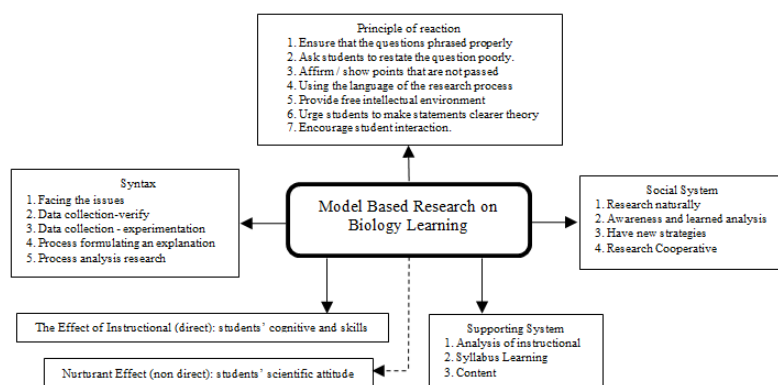 Principle of reaction
1. Ensure that the questions phrased properly
2. Ask students to restate the question poorly.
3. Affirm / show points that are not passed
4. Using the language of the research process
5. Provide free intellectual environment
6. Urge students to make statements clearer theory
7. Encourage student interaction.
Syntax
1. Facing the issues
2. Data collection-verify
3. Data collection - experimentation
4. Process formulating an explanation
5. Process analysis research
Model Based Research on
Biology Learning
Social System
1. Research naturally
2. Awareness and learned analysis
3. Have new strategies
4. Research Cooperative
The Effect of Instructional (direct): students' cognitive and skills
Nurturant Effect (non direct): students' scientific attitude
Supporting System
1. Analysis of instructional
2. Syllabus Learning
3. Content